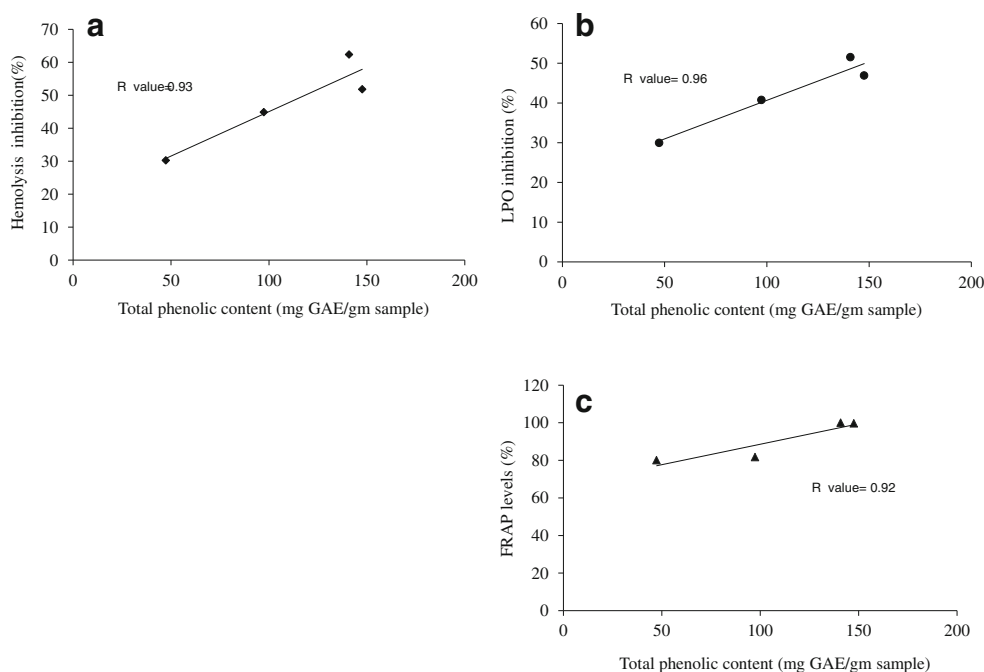 a
70
60
50
40
30
20
10
0
Hemolysis inhibition(%)
R value=0.93
0 50 100 150 200
Total phenolic content (mg GAE/gm sample)
b
60
50
40
30
20
10
0
LPO inhibition (%)
R value= 0.96
0 50 100 150 200
Total phenolic content (mg GAE/gm sample)
c
120
100
80
60
40
20
0
FRAP levels (%)
R value= 0.92
0 50 100 150 200
Total phenolic content (mg GAE/gm sample)